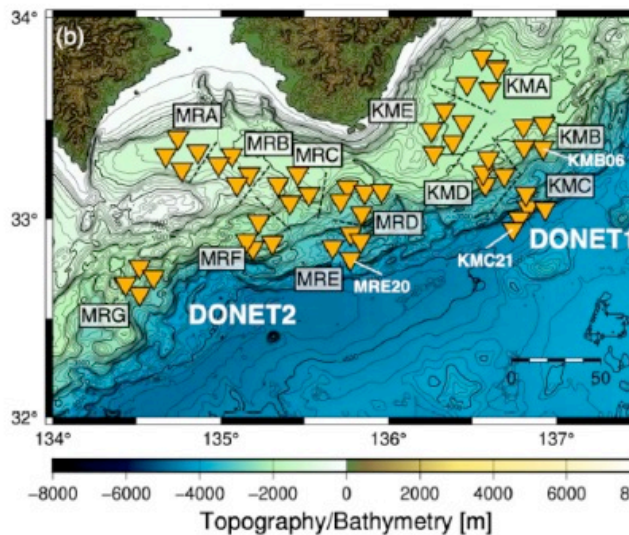 34°
(b)
KMA
KME
MRA
MRB
MRC
KMB
KMB06
KMD
KMC
33°
MRD
DONET1
MRF
KMC21
MRE
MRE20
MRG
DONET2
0 50
32°
134° 135° 136° 137°
−8000 −6000 −4000 −2000 0 2000 4000 6000 8
Topography/Bathymetry [m]